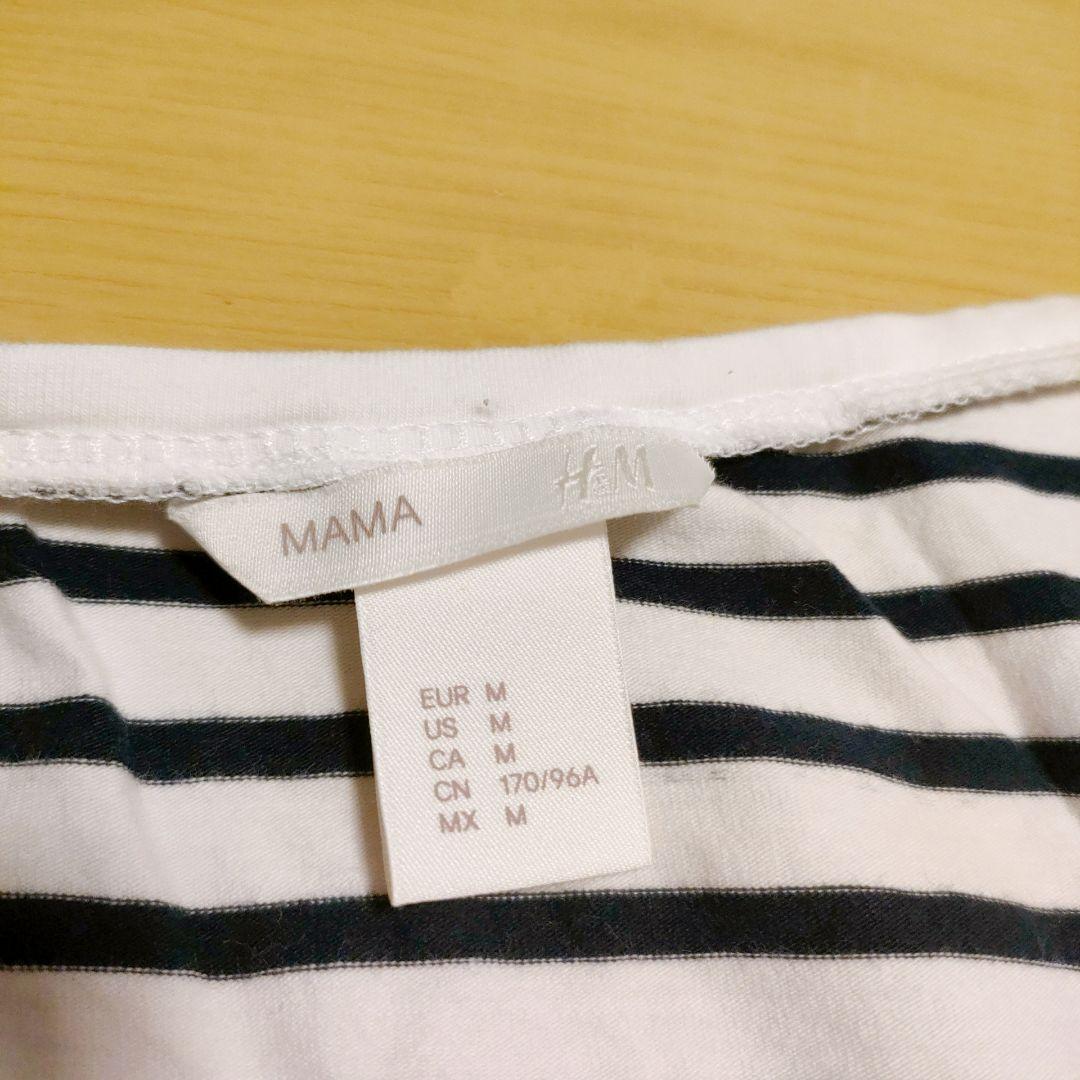 MAMA H&M
EUR M
US M
CA M
CN 170/96A
MX M